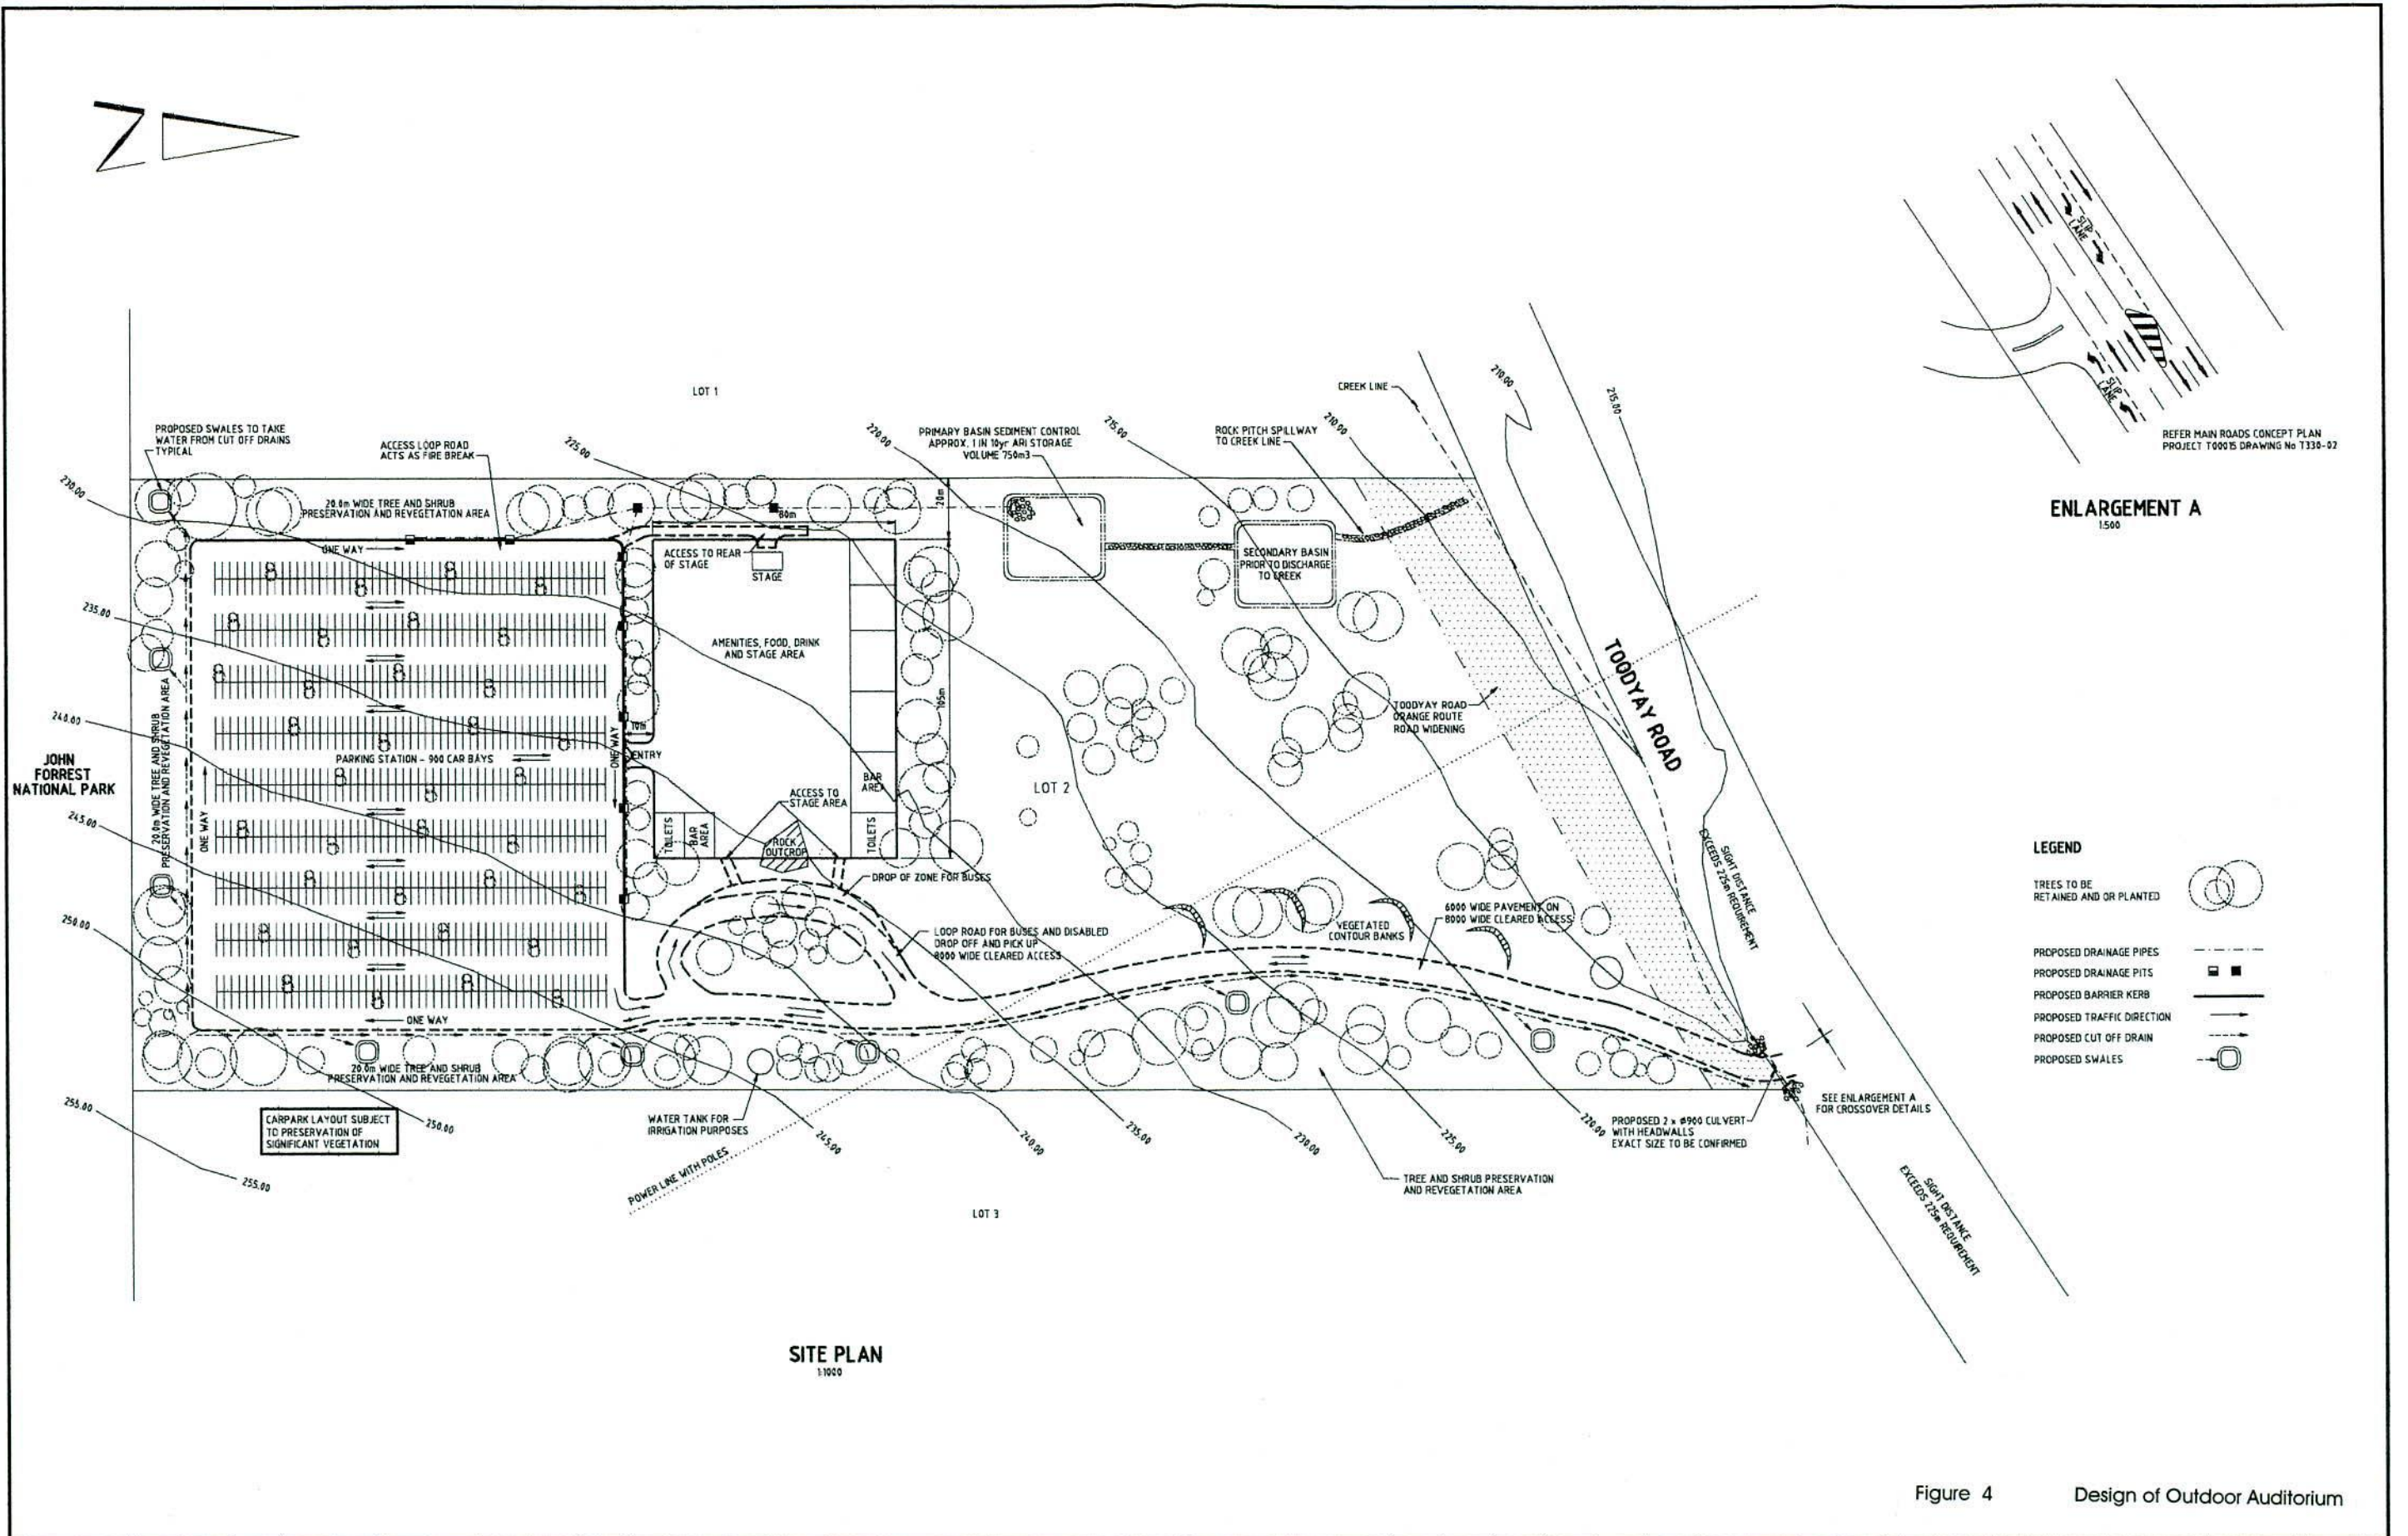 N
LOT 1
PROPOSED SWALES TO TAKE
WATER FROM CUT OFF DRAINS
TYPICAL
ACCESS LOOP ROAD
ACTS AS FIRE BREAK
225.00
220.00
PRIMARY BASIN SEDIMENT CONTROL
APPROX. 1 IN 10yr ARI STORAGE
VOLUME 750m3
215.00
ROCK PITCH SPILLWAY
TO CREEK LINE
CREEK LINE
210.00
210.00
215.00
SLIP
LANE
SLIP
LANE
REFER MAIN ROADS CONCEPT PLAN
PROJECT T00015 DRAWING No T330-02
ENLARGEMENT A
1:500
230.00
20.0m WIDE TREE AND SHRUB
PRESERVATION AND REVEGETATION AREA
80m
20m
ONE WAY
ACCESS TO REAR
OF STAGE
STAGE
SECONDARY BASIN
PRIOR TO DISCHARGE
TO CREEK
235.00
AMENITIES, FOOD, DRINK
AND STAGE AREA
105m
TOODYAY ROAD
ORANGE ROUTE
ROAD WIDENING
TOODYAY ROAD
240.00
20.0m WIDE TREE AND SHRUB
PRESERVATION AND REVEGETATION AREA
10m
ONE WAY
ENTRY
PARKING STATION - 900 CAR BAYS
JOHN
FORREST
NATIONAL PARK
BAR
AREA
LOT 2
ACCESS TO
STAGE AREA
245.00
ONE WAY
TOILETS
BAR
AREA
ROCK
OUTCROP
TOILETS
SIGHT DISTANCE
EXCEEDS 225m REQUIREMENT
DROP OF ZONE FOR BUSES
250.00
LOOP ROAD FOR BUSES AND DISABLED
DROP OFF AND PICK UP
8000 WIDE CLEARED ACCESS
VEGETATED
CONTOUR BANKS
6000 WIDE PAVEMENT ON
8000 WIDE CLEARED ACCESS
LEGEND
TREES TO BE
RETAINED AND OR PLANTED
PROPOSED DRAINAGE PIPES
PROPOSED DRAINAGE PITS
PROPOSED BARRIER KERB
PROPOSED TRAFFIC DIRECTION
PROPOSED CUT OFF DRAIN
PROPOSED SWALES
ONE WAY
20.0m WIDE TREE AND SHRUB
PRESERVATION AND REVEGETATION AREA
255.00
CARPARK LAYOUT SUBJECT
TO PRESERVATION OF
SIGNIFICANT VEGETATION
250.00
255.00
WATER TANK FOR
IRRIGATION PURPOSES
POWER LINE WITH POLES
245.00
240.00
235.00
230.00
225.00
220.00
PROPOSED 2 x Ø900 CULVERT
WITH HEADWALLS
EXACT SIZE TO BE CONFIRMED
SEE ENLARGEMENT A
FOR CROSSOVER DETAILS
TREE AND SHRUB PRESERVATION
AND REVEGETATION AREA
SIGHT DISTANCE
EXCEEDS 225m REQUIREMENT
LOT 3
SITE PLAN
1:1000
Figure 4 Design of Outdoor Auditorium